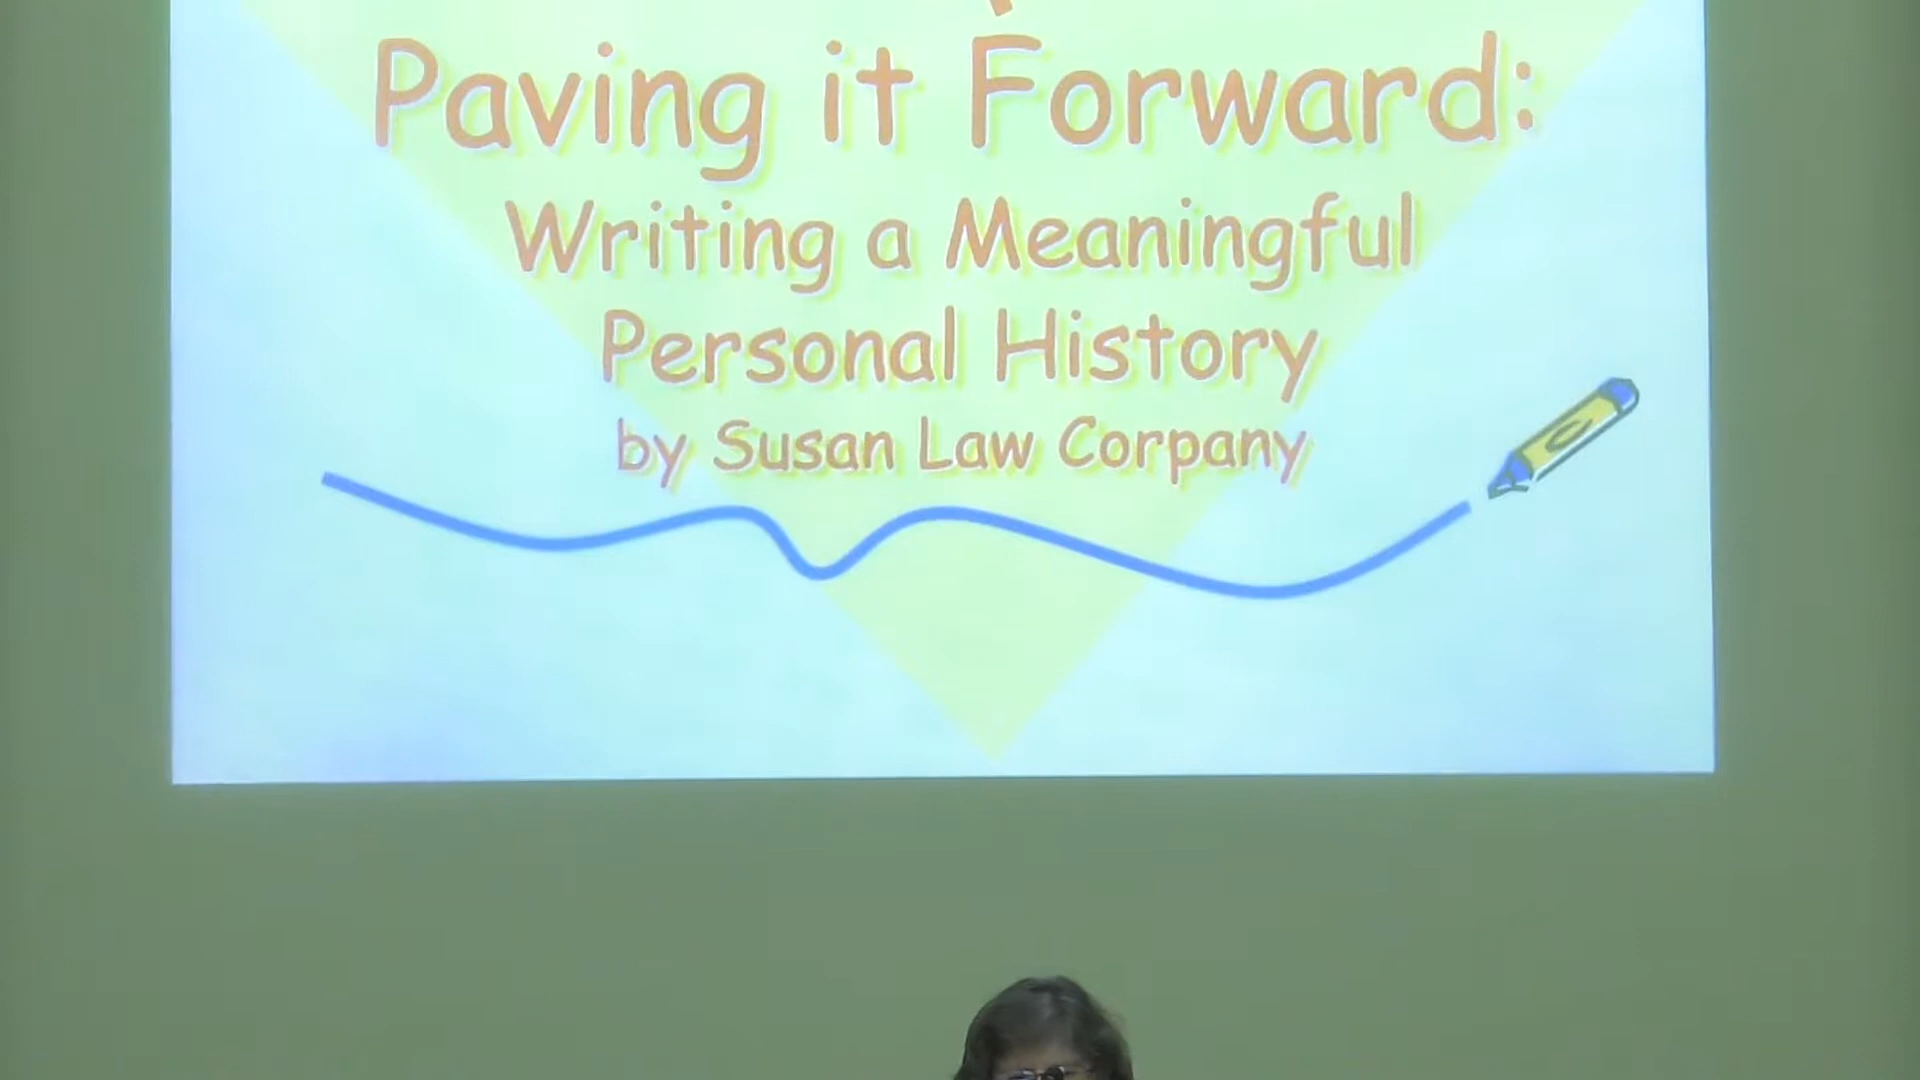 Paving it Forward:
Writing a Meaningful
Personal History
by Susan Law Corpany